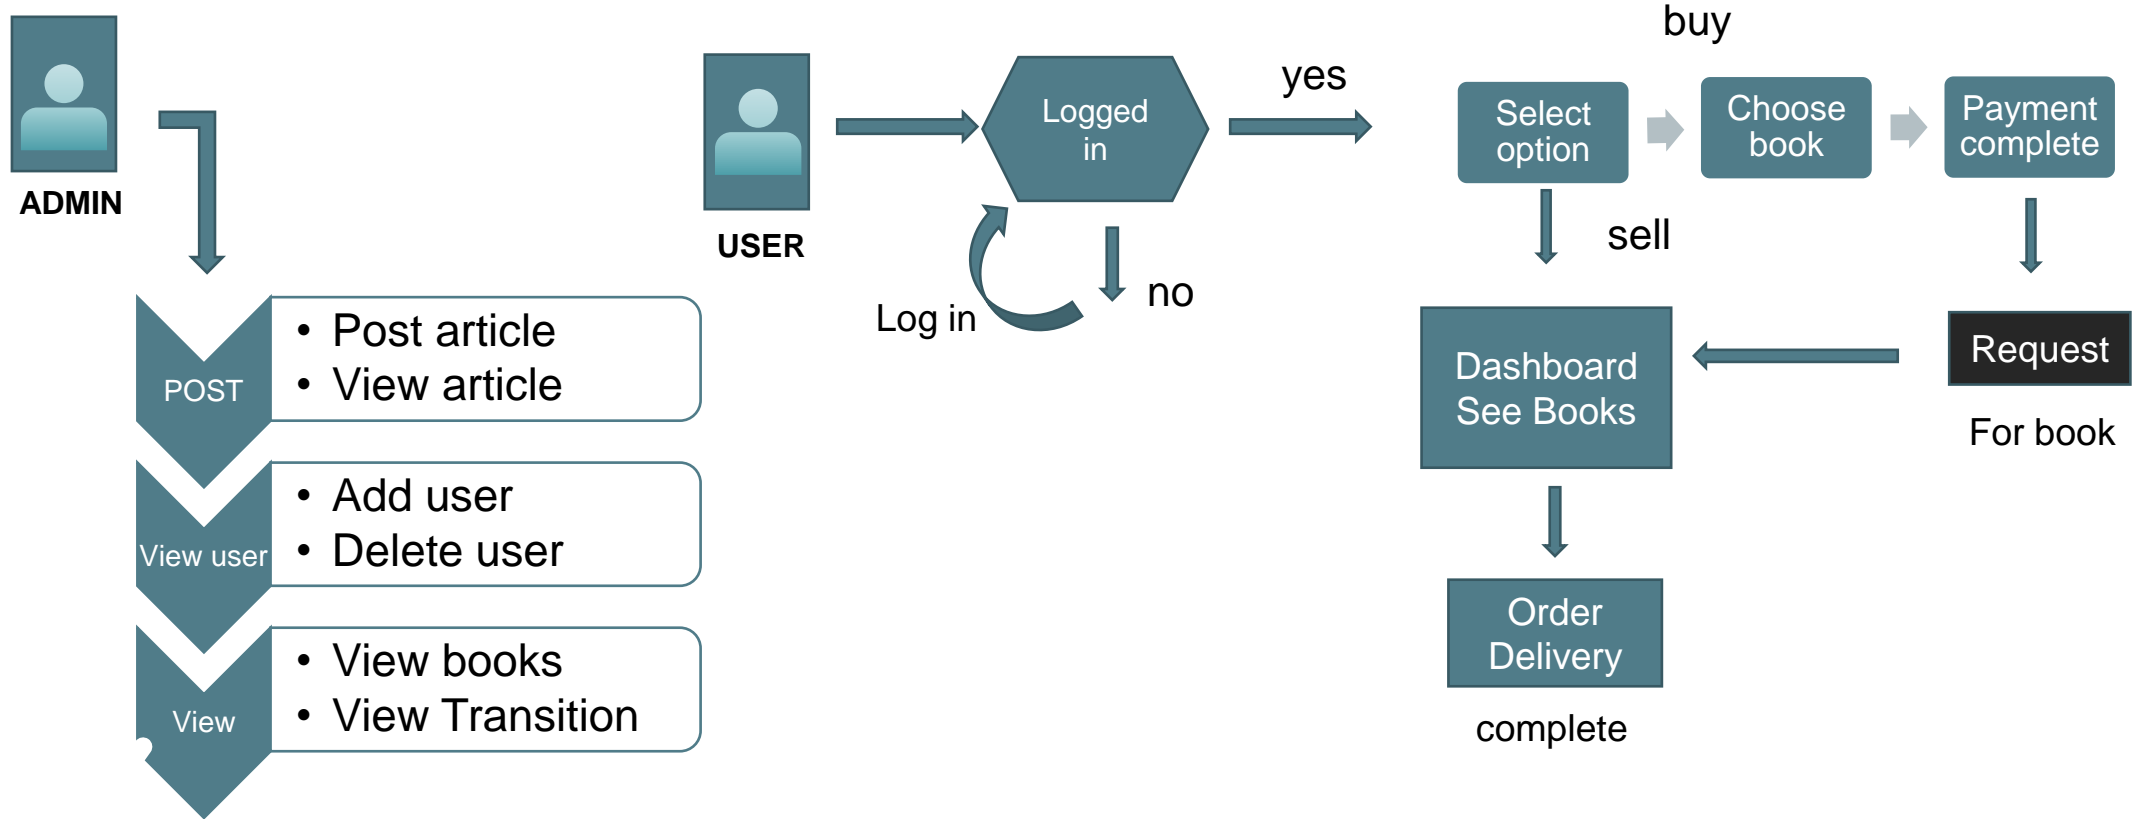 ADMIN
POST
• Post article
• View article
View user
• Add user
• Delete user
View
• View books
• View Transition
USER
Logged
in
yes
no
Log in
buy
Select
option
Choose
book
Payment
complete
sell
Dashboard
See Books
Request
For book
Order
Delivery
complete